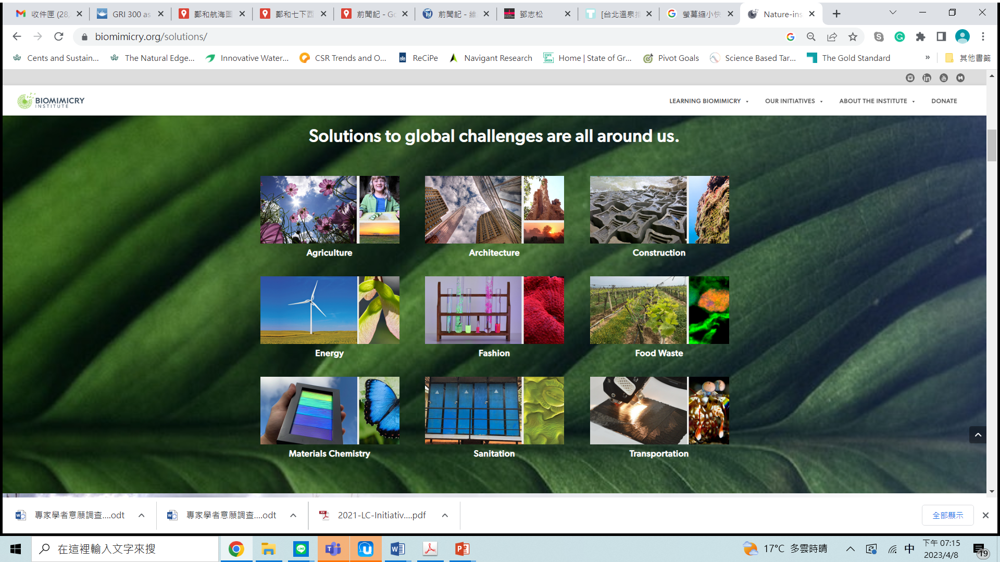 收匣 (28,
GRI 300 as
鄭和航海圖
鄭和七下西
前聞記 - Go
前聞記 - 維
鄧志松
[台北溫泉推
螢幕縮小快
Nature-ins
biomimicry.org/solutions/
Cents and Sustain...
The Natural Edge...
Innovative Water...
CSR Trends and O...
ReCiPe
Navigant Research
Home | State of Gr...
Pivot Goals
Science Based Tar...
The Gold Standard
»
其他書籤
BIOMIMICRY
INSTITUTE
LEARNING BIOMIMICRY
OUR INITIATIVES
ABOUT THE INSTITUTE
DONATE
Solutions to global challenges are all around us.
Agriculture
Architecture
Construction
Energy
Fashion
Food Waste
Materials Chemistry
Sanitation
Transportation
專家學者意願調查....odt
專家學者意願調查....odt
2021-LC-Initiativ....pdf
全部顯示
在這裡輸入文字來搜
17°C 多雲時晴
中
下午 07:15
2023/4/8
19